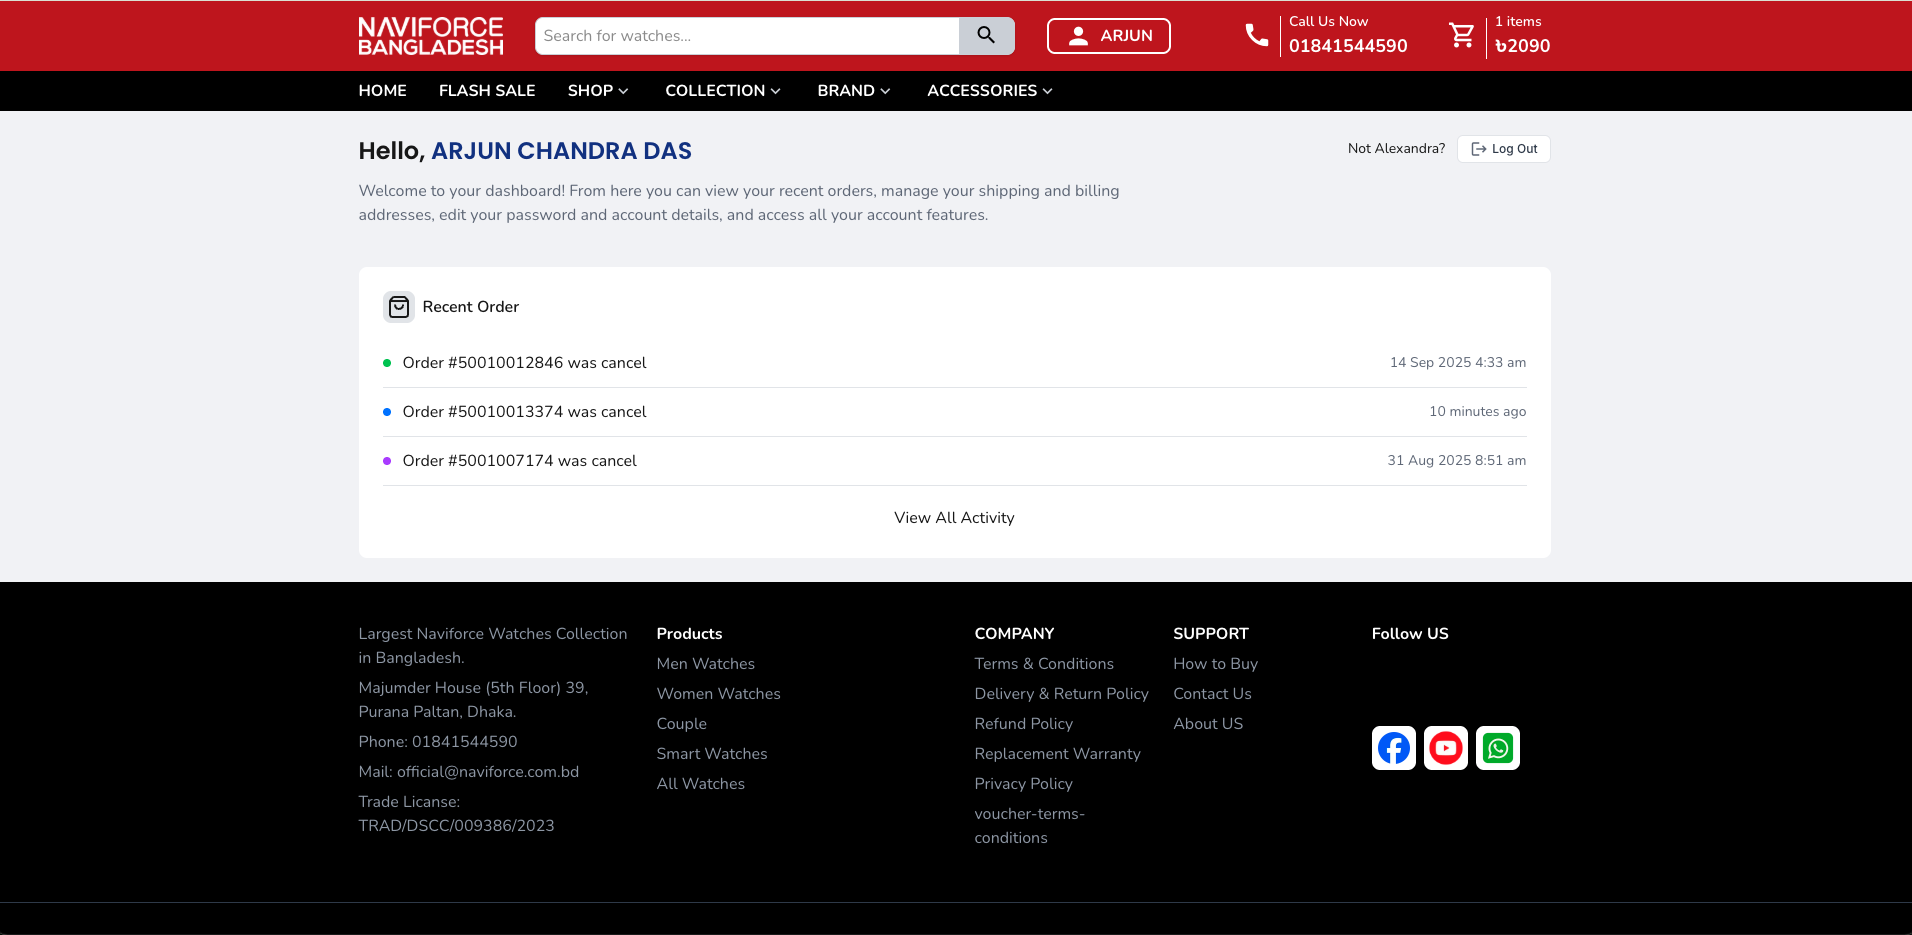 NAVIFORCE
BANGLADESH
Search for watches...
ARJUN
Call Us Now
01841544590
1 items
৳2090
HOME FLASH SALE SHOP COLLECTION BRAND ACCESSORIES
Hello, ARJUN CHANDRA DAS
Not Alexandra? Log Out
Welcome to your dashboard! From here you can view your recent orders, manage your shipping and billing
addresses, edit your password and account details, and access all your account features.
Recent Order
Order #50010012846 was cancel 14 Sep 2025 4:33 am
Order #50010013374 was cancel 10 minutes ago
Order #5001007174 was cancel 31 Aug 2025 8:51 am
View All Activity
Largest Naviforce Watches Collection
in Bangladesh.
Majumder House (5th Floor) 39,
Purana Paltan, Dhaka.
Phone: 01841544590
Mail: official@naviforce.com.bd
Trade Licanse:
TRAD/DSCC/009386/2023
Products
Men Watches
Women Watches
Couple
Smart Watches
All Watches
COMPANY
Terms & Conditions
Delivery & Return Policy
Refund Policy
Replacement Warranty
Privacy Policy
voucher-terms-
conditions
SUPPORT
How to Buy
Contact Us
About US
Follow US